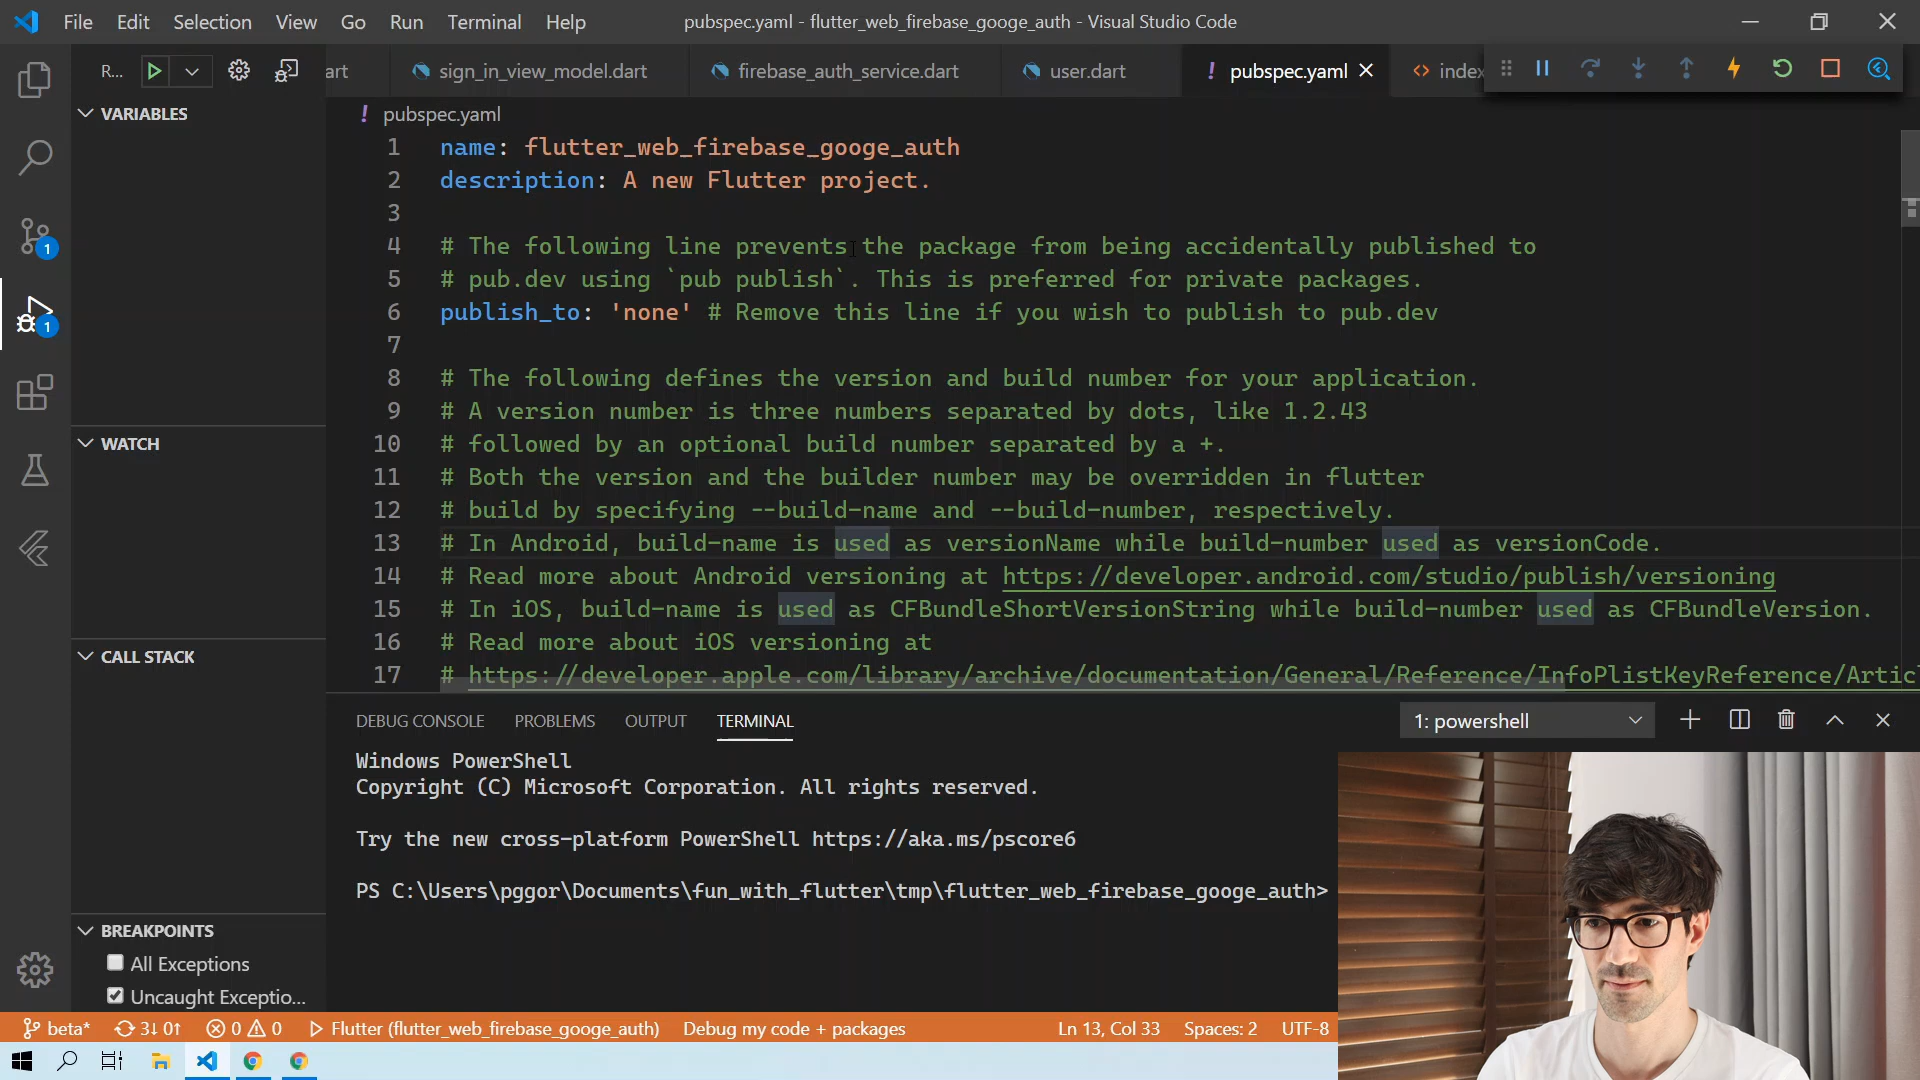 File Edit Selection View Go Run Terminal Help
pubspec.yaml - flutter_web_firebase_googe_auth - Visual Studio Code
R...
art
sign_in_view_model.dart
firebase_auth_service.dart
user.dart
! pubspec.yaml
<> index
VARIABLES
WATCH
CALL STACK
BREAKPOINTS
All Exceptions
Uncaught Exceptio...
1
1
! pubspec.yaml
1 name: flutter_web_firebase_googe_auth
2 description: A new Flutter project.
3
4 # The following line prevents the package from being accidentally published to
5 # pub.dev using `pub publish`. This is preferred for private packages.
6 publish_to: 'none' # Remove this line if you wish to publish to pub.dev
7
8 # The following defines the version and build number for your application.
9 # A version number is three numbers separated by dots, like 1.2.43
10 # followed by an optional build number separated by a +.
11 # Both the version and the builder number may be overridden in flutter
12 # build by specifying --build-name and --build-number, respectively.
13 # In Android, build-name is used as versionName while build-number used as versionCode.
14 # Read more about Android versioning at https://developer.android.com/studio/publish/versioning
15 # In iOS, build-name is used as CFBundleShortVersionString while build-number used as CFBundleVersion.
16 # Read more about iOS versioning at
17 # https://developer.apple.com/library/archive/documentation/General/Reference/InfoPlistKeyReference/Artic
DEBUG CONSOLE PROBLEMS OUTPUT TERMINAL
1: powershell
Windows PowerShell
Copyright (C) Microsoft Corporation. All rights reserved.
Try the new cross-platform PowerShell https://aka.ms/pscore6
PS C:\Users\pggor\Documents\fun_with_flutter\tmp\flutter_web_firebase_googe_auth>
beta* 3↓ 0↑ 0 0 Flutter (flutter_web_firebase_googe_auth) Debug my code + packages Ln 13, Col 33 Spaces: 2 UTF-8